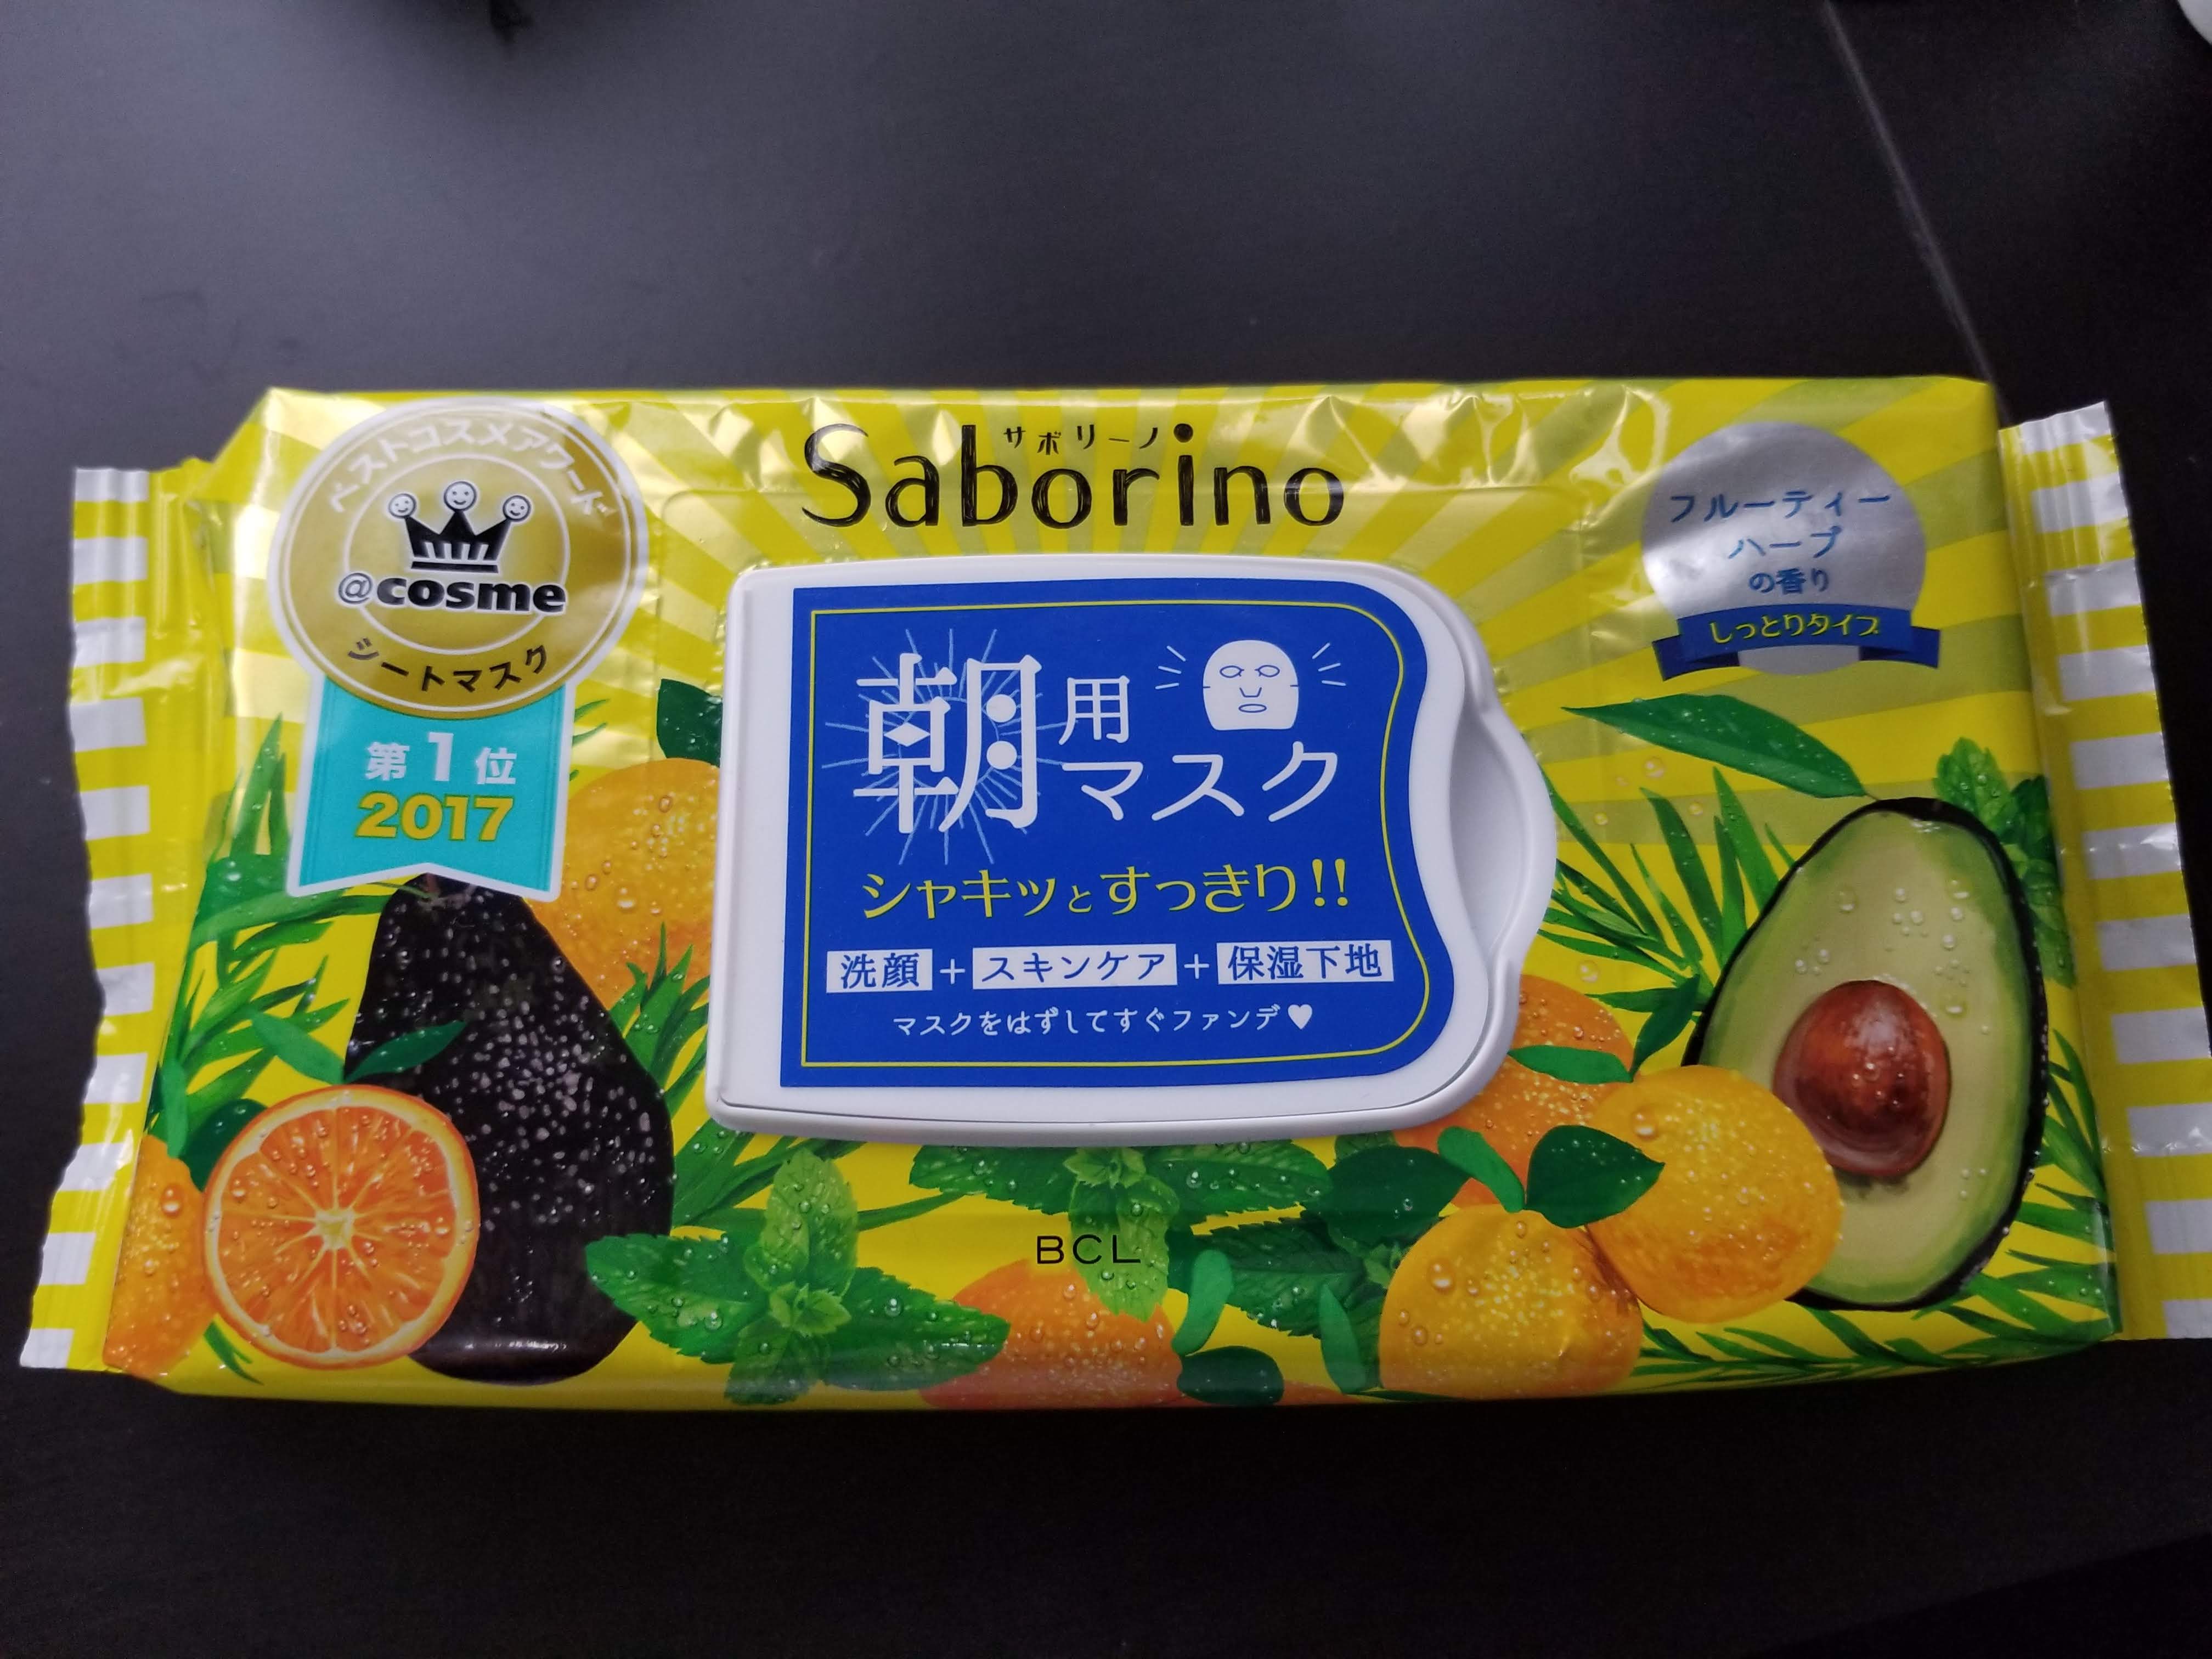 サボリーノ
Saborino
ベストコスメアワード
@cosme
シートマスク
第1位
2017
フルーティー
ハーブ
の香り
しっとりタイプ
朝用マスク
シャキッとすっきり!!
洗顔+スキンケア+保湿下地
マスクをはずしてすぐファンデ♥
BCL